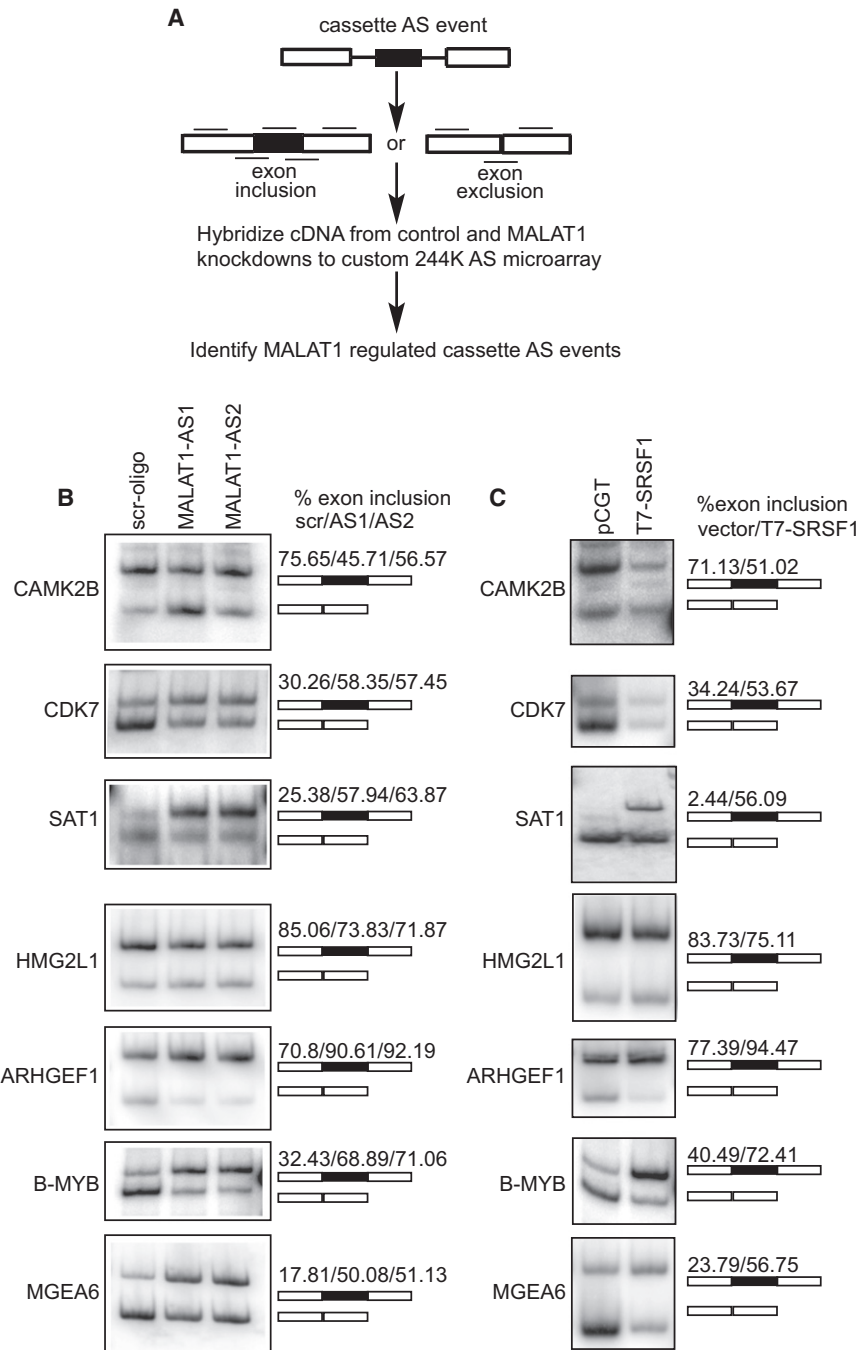 A
cassette AS event
or
exon
inclusion
exon
exclusion
Hybridize cDNA from control and MALAT1
knockdowns to custom 244K AS microarray
Identify MALAT1 regulated cassette AS events
B
scr-oligo
MALAT1-AS1
MALAT1-AS2
% exon inclusion
scr/AS1/AS2
CAMK2B
75.65/45.71/56.57
CDK7
30.26/58.35/57.45
SAT1
25.38/57.94/63.87
HMG2L1
85.06/73.83/71.87
ARHGEF1
70.8/90.61/92.19
B-MYB
32.43/68.89/71.06
MGEA6
17.81/50.08/51.13
C
pCGT
T7-SRSF1
%exon inclusion
vector/T7-SRSF1
CAMK2B
71.13/51.02
CDK7
34.24/53.67
SAT1
2.44/56.09
HMG2L1
83.73/75.11
ARHGEF1
77.39/94.47
B-MYB
40.49/72.41
MGEA6
23.79/56.75